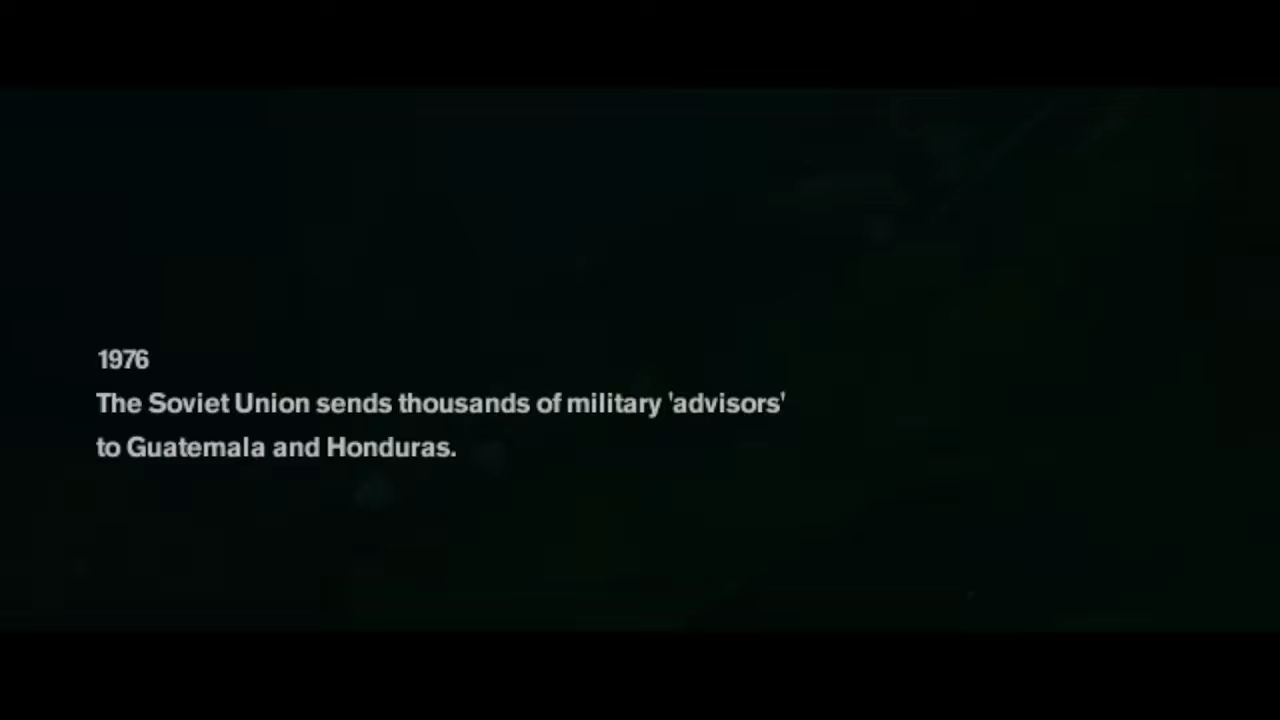 1976
The Soviet Union sends thousands of military 'advisors'
to Guatemala and Honduras.